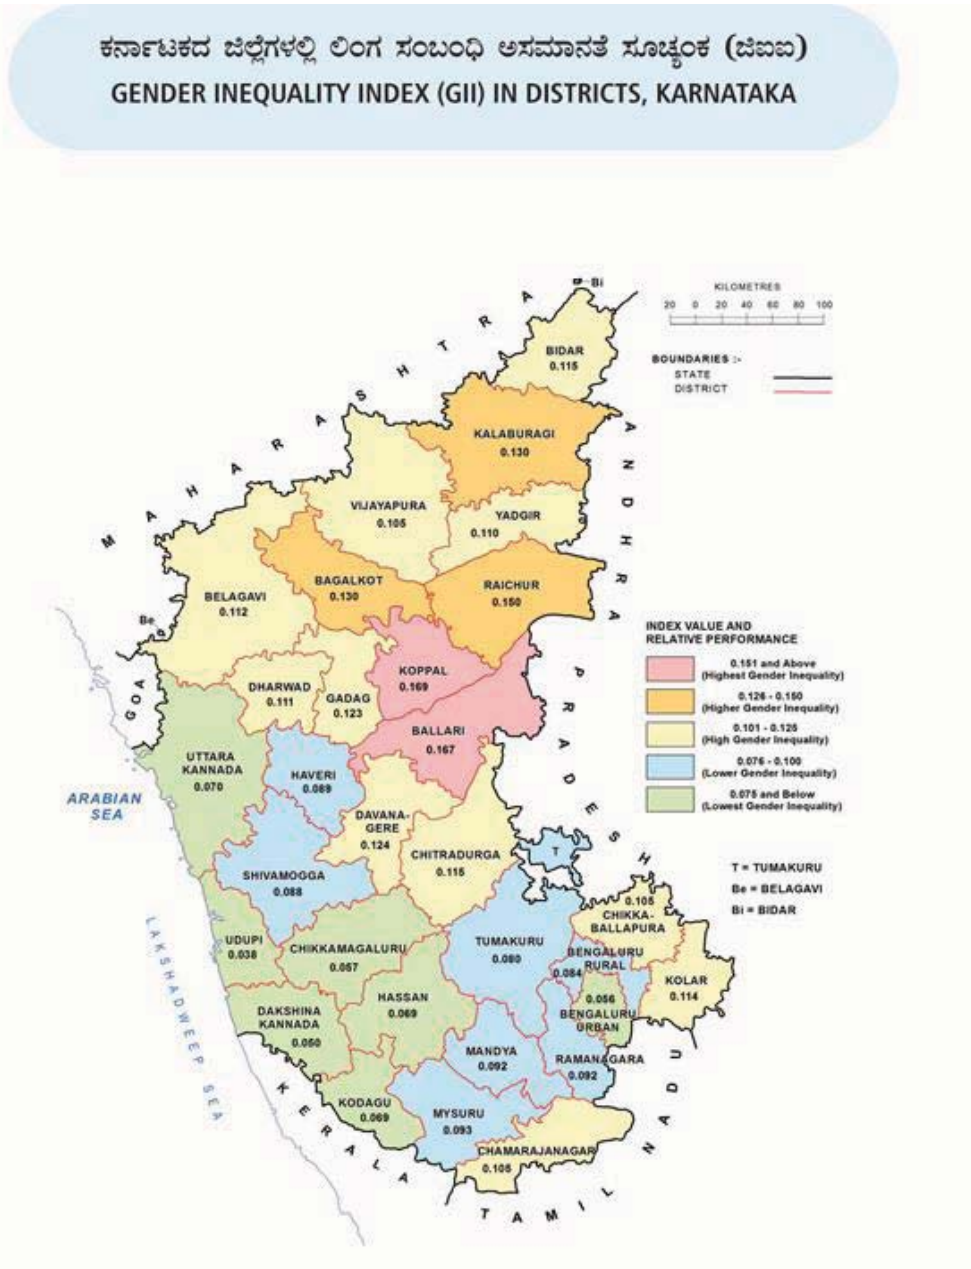 ಕರ್ನಾಟಕದ ಜಿಲ್ಲೆಗಳಲ್ಲಿ ಲಿಂಗ ಸಂಬಂಧಿ ಅಸಮಾನತೆ ಸೂಚ್ಯಂಕ (ಜಿಐಐ)
GENDER INEQUALITY INDEX (GII) IN DISTRICTS, KARNATAKA
Bi
KILOMETRES
20 0 20 40 60 80 100
BOUNDARIES :-
STATE
DISTRICT
MAHARASHTRA
ANDHRA
PRADESH
GOA
KERALA
TAMIL NADU
ARABIAN
SEA
LAKSHADWEEP SEA
BIDAR
0.115
KALABURAGI
0.130
VIJAYAPURA
0.105
YADGIR
0.110
BAGALKOT
0.130
RAICHUR
0.150
BELAGAVI
0.112
Be
KOPPAL
0.169
DHARWAD
0.111
GADAG
0.123
BALLARI
0.167
UTTARA
KANNADA
0.070
HAVERI
0.089
DAVANA-
GERE
0.124
CHITRADURGA
0.115
SHIVAMOGGA
0.088
T
0.105
CHIKKA-
BALLAPURA
UDUPI
0.038
CHIKKAMAGALURU
0.057
TUMAKURU
0.080
BENGALURU
RURAL
0.084
KOLAR
0.114
HASSAN
0.069
0.056
BENGALURU
URBAN
DAKSHINA
KANNADA
0.050
MANDYA
0.092
RAMANAGARA
0.092
KODAGU
0.069
MYSURU
0.093
CHAMARAJANAGAR
0.105
INDEX VALUE AND
RELATIVE PERFORMANCE
0.151 and Above
(Highest Gender Inequality)
0.126 - 0.150
(Higher Gender Inequality)
0.101 - 0.125
(High Gender Inequality)
0.076 - 0.100
(Lower Gender Inequality)
0.075 and Below
(Lowest Gender Inequality)
T = TUMAKURU
Be = BELAGAVI
Bi = BIDAR